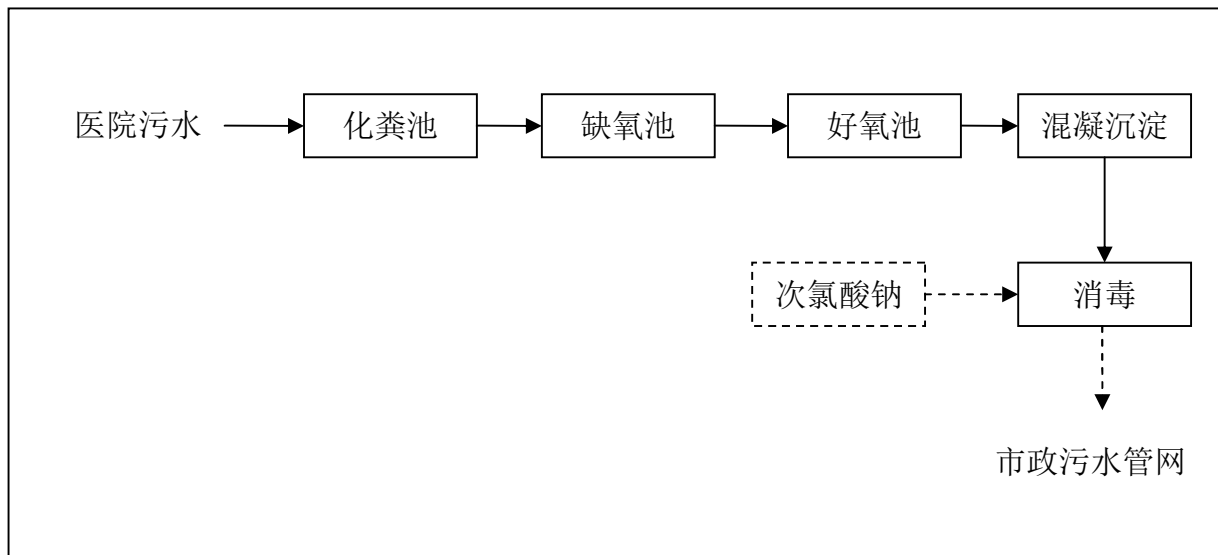 医院污水
化粪池
缺氧池
好氧池
混凝沉淀
次氯酸钠
消毒
市政污水管网